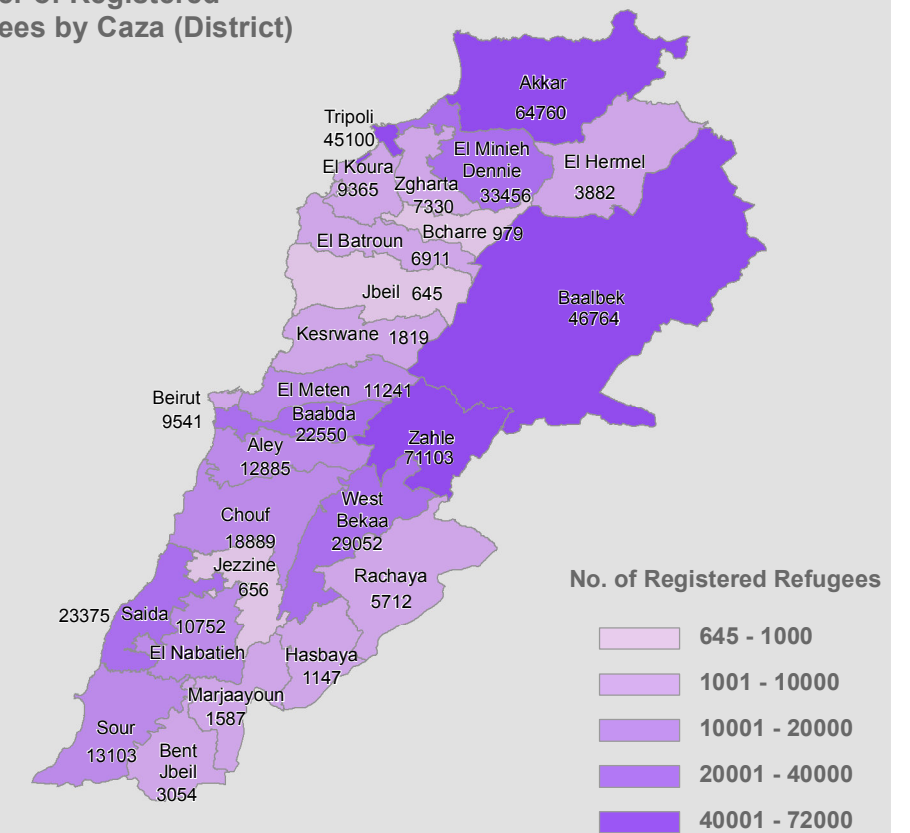 of Registered
by Caza (District)
Akkar
64760
Tripoli
45100
El Minieh
Dennie
33456
El Hermel
3882
El Koura
9365
Zgharta
7330
Bcharre 979
El Batroun
6911
Jbeil 645
Baalbek
46764
Kesrwane 1819
El Meten 11241
Beirut
9541
Baabda
22550
Zahle
71103
Aley
12885
West
Bekaa
29052
Chouf
18889
Jezzine
656
Rachaya
5712
No. of Registered Refugees
23375 Saida
10752
El Nabatieh
Hasbaya
1147
Marjaayoun
1587
Sour
13103
Bent
Jbeil
3054
645 - 1000
1001 - 10000
10001 - 20000
20001 - 40000
40001 - 72000